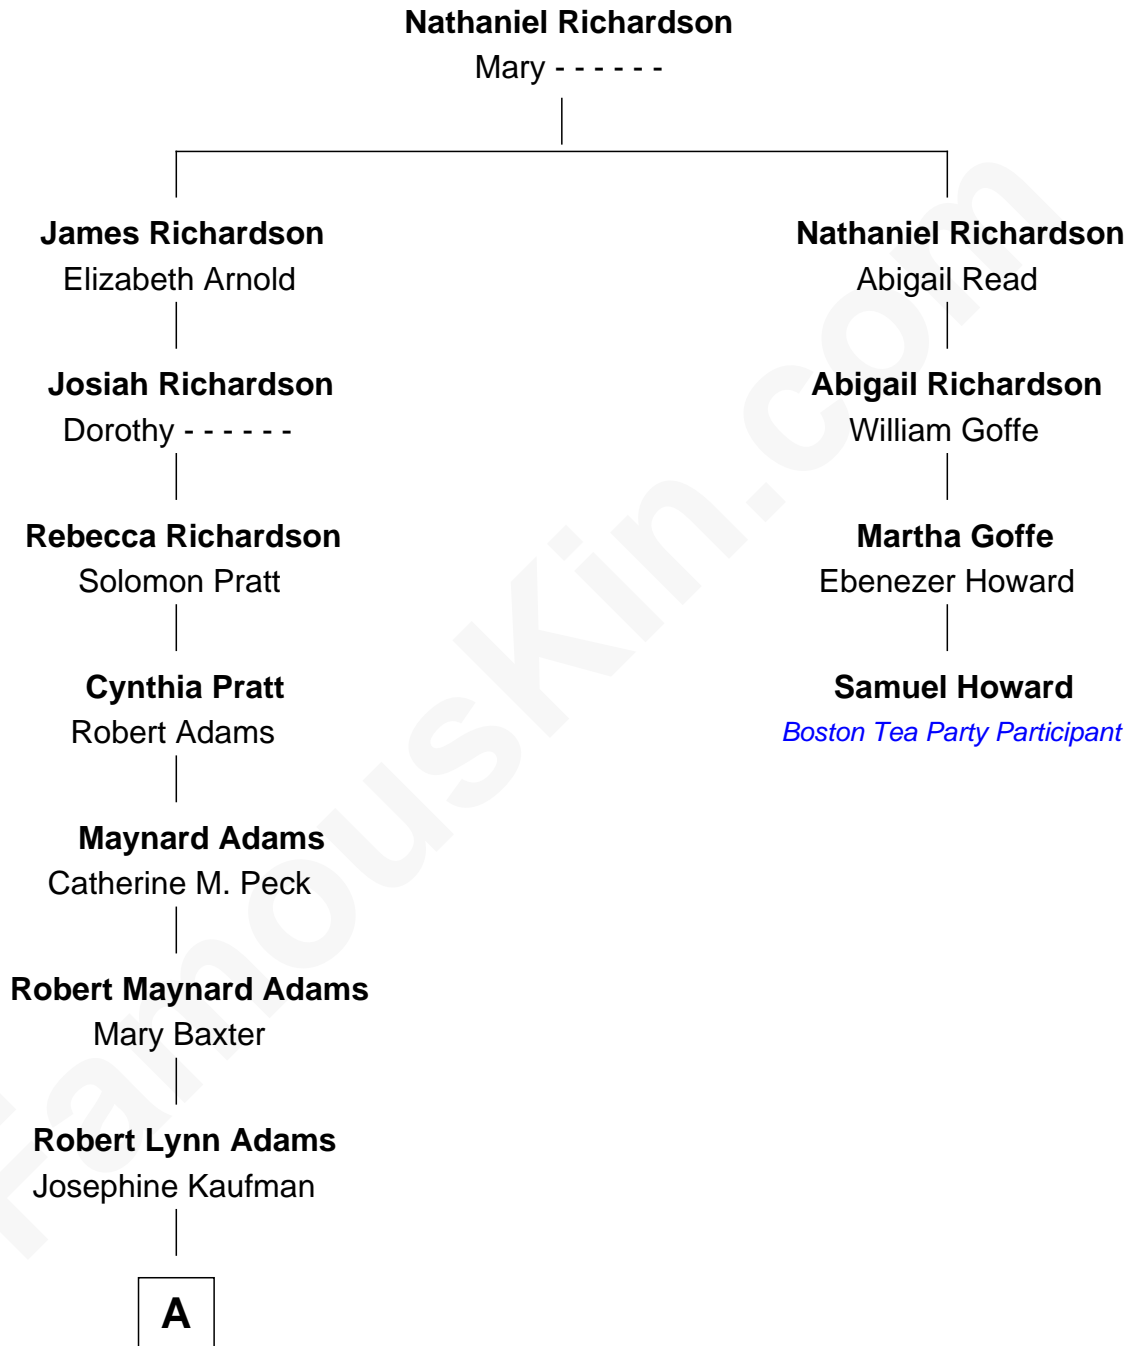 Nathaniel Richardson
Mary - - - - - -
James Richardson
Elizabeth Arnold
Josiah Richardson
Dorothy - - - - - -
Rebecca Richardson
Solomon Pratt
Cynthia Pratt
Robert Adams
Maynard Adams
Catherine M. Peck
Robert Maynard Adams
Mary Baxter
Robert Lynn Adams
Josephine Kaufman
A
Nathaniel Richardson
Abigail Read
Abigail Richardson
William Goffe
Martha Goffe
Ebenezer Howard
Samuel Howard
Boston Tea Party Participant
FamousKin.com